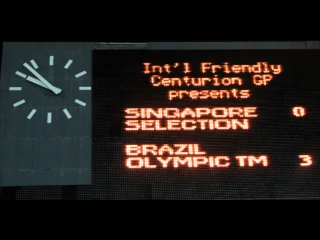 Int'l Friendly
Centurion GP
presents
SINGAPORE 0
SELECTION
BRAZIL
OLYMPIC TM 3